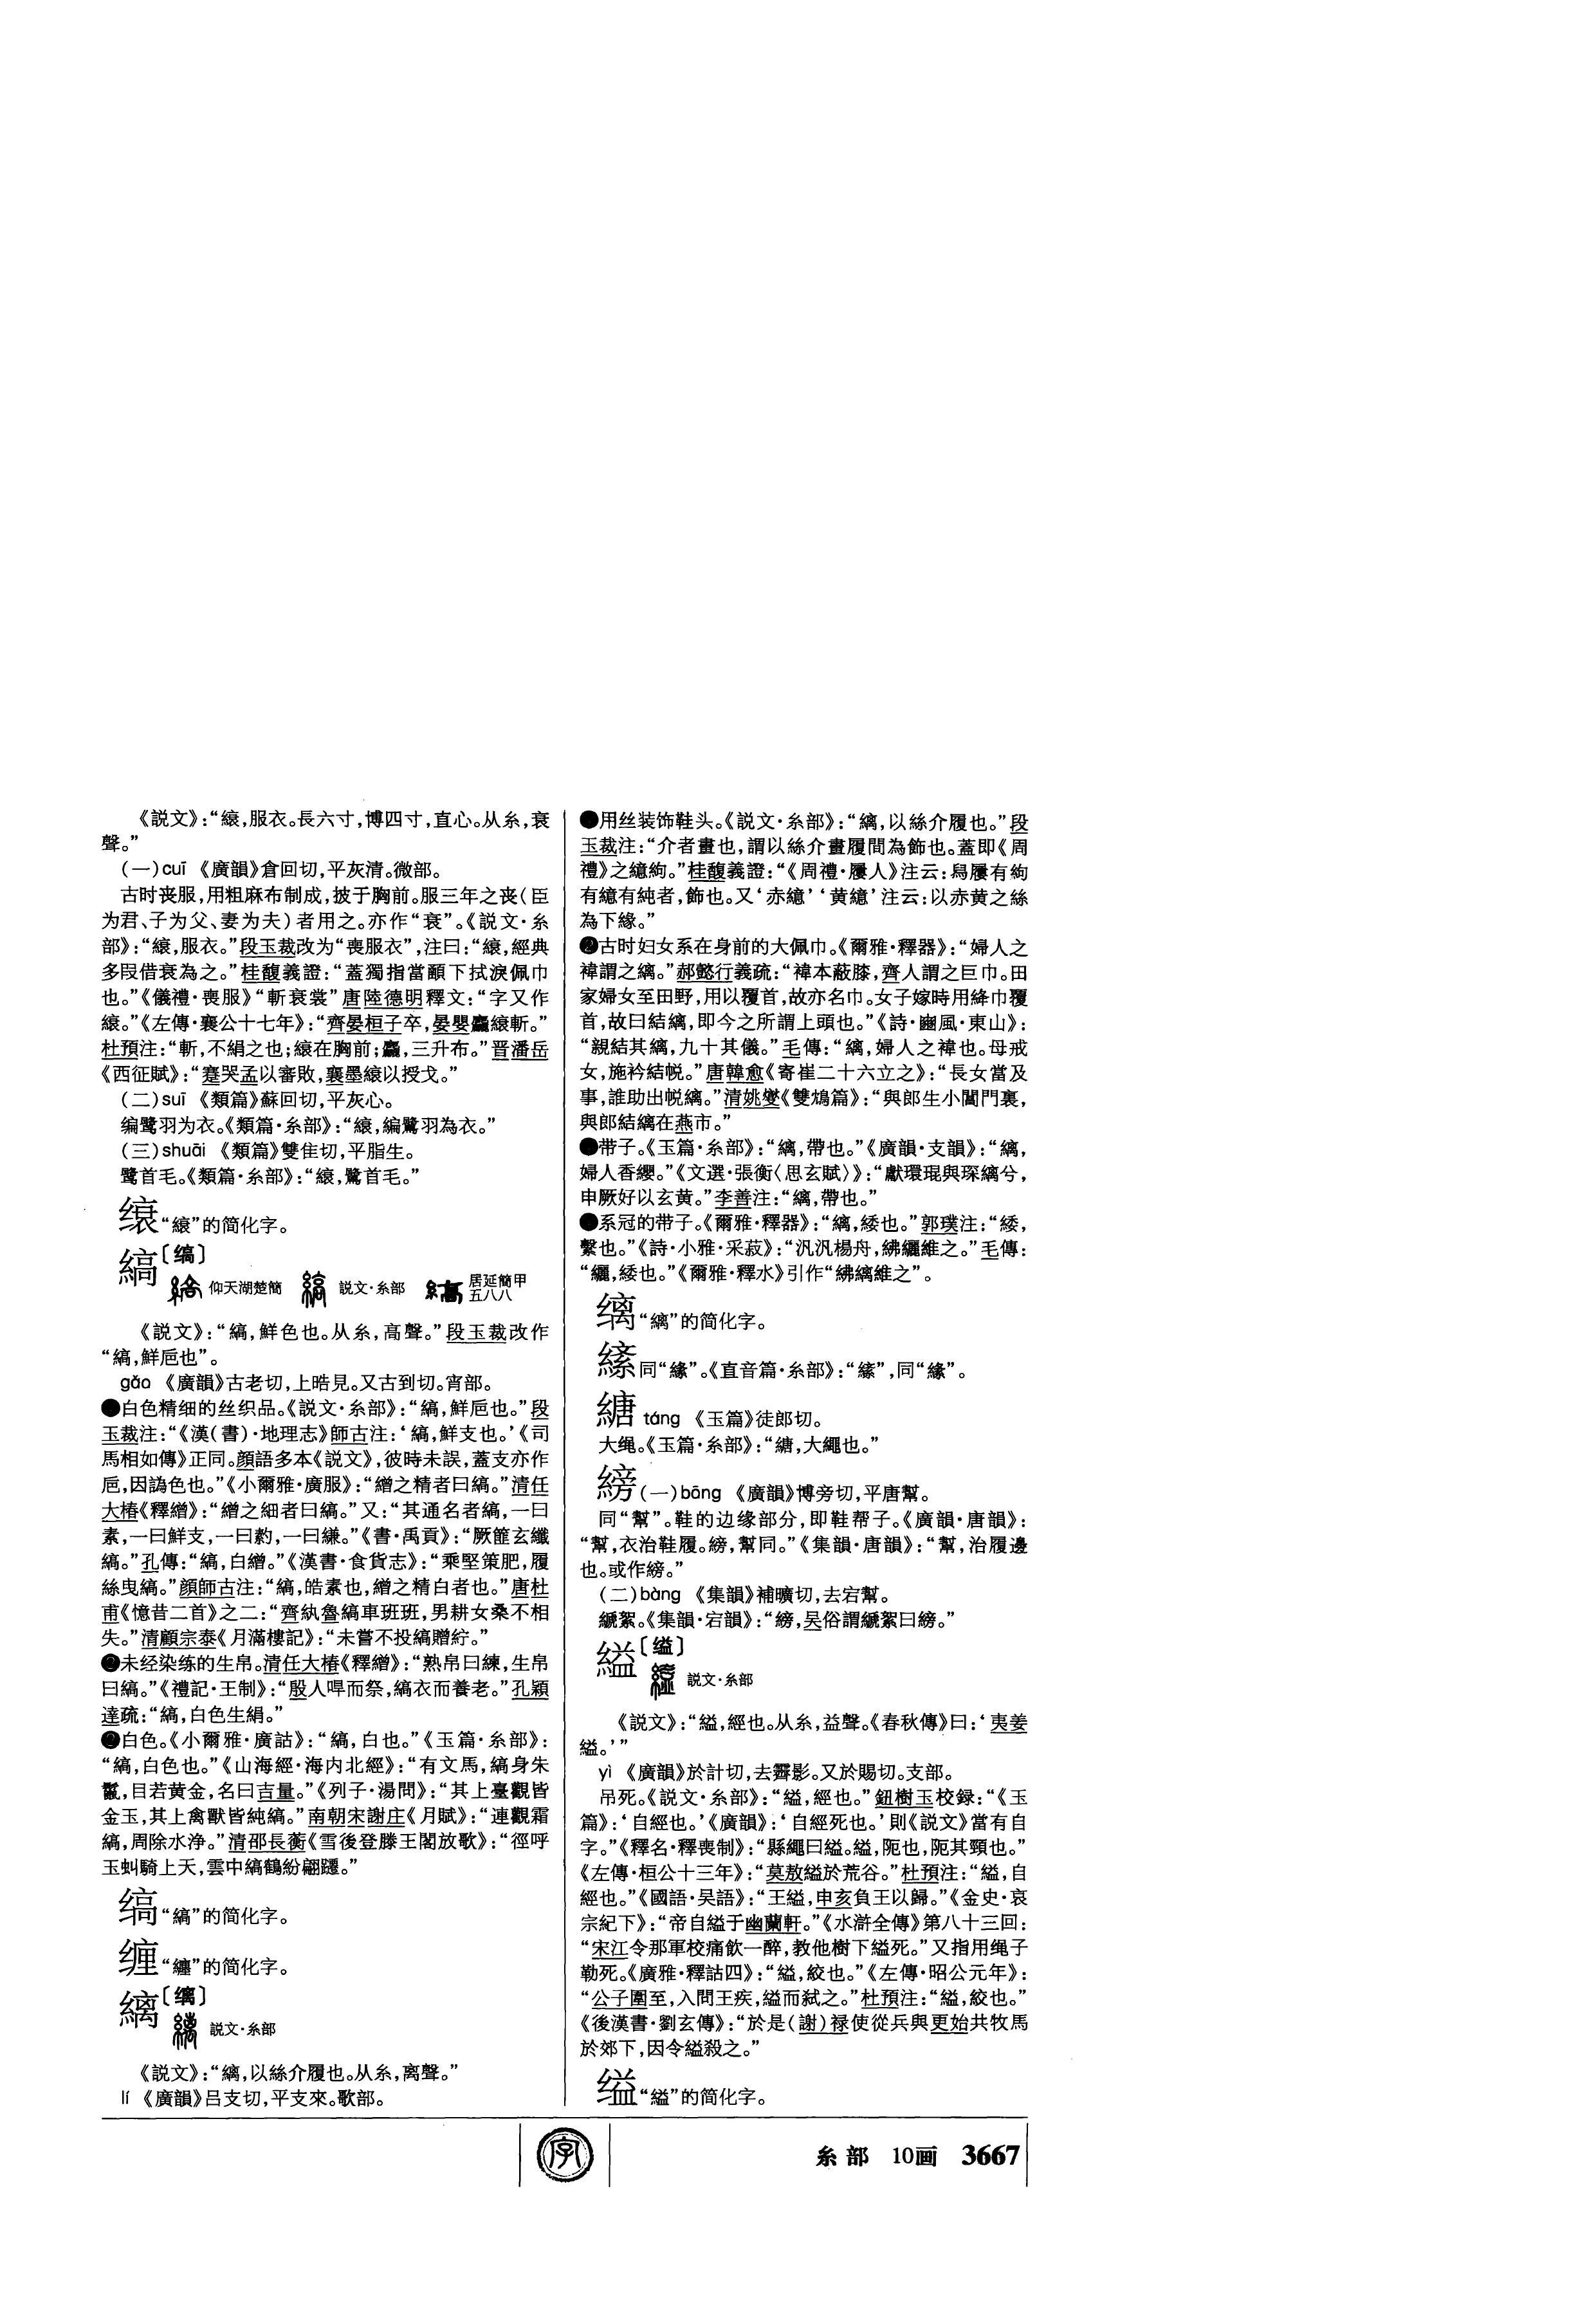 《説文》：“縗，服衣。長六寸，博四寸，直心。从糸，衰
聲。”
（一）cuī 《廣韻》倉回切，平灰清。微部。
古时丧服，用粗麻布制成，披于胸前。服三年之丧（臣
为君、子为父、妻为夫）者用之。亦作“衰”。《説文·糸
部》：“縗，服衣。”段玉裁改为“喪服衣”，注曰：“縗，經典
多叚借衰為之。”桂馥義證：“蓋獨指當顄下拭淚佩巾
也。”《儀禮·喪服》“斬衰裳”唐陸德明釋文：“字又作
縗。”《左傳·襄公十七年》：“齊晏桓子卒，晏嬰麤縗斬。”
杜預注：“斬，不緝之也；縗在胸前；麤，三升布。”晋潘岳
《西征賦》：“蹇哭孟以審敗，襄墨縗以授戈。”
（二）suī 《類篇》蘇回切，平灰心。
编鹭羽为衣。《類篇·糸部》：“縗，編鷺羽為衣。”
（三）shuāi 《類篇》雙隹切，平脂生。
鹭首毛。《類篇·糸部》：“縗，鷺首毛。”
缞“縗”的简化字。
縞〔缟〕
仰天湖楚簡 説文·糸部 居延簡甲五八八
《説文》：“縞，鮮色也。从糸，高聲。”段玉裁改作
“縞，鮮巵也”。
gǎo 《廣韻》古老切，上晧見。又古到切。宵部。
●白色精细的丝织品。《説文·糸部》：“縞，鮮巵也。”段
玉裁注：“《漢（書）·地理志》師古注：‘縞，鮮支也。’《司
馬相如傳》正同。顔語多本《説文》，彼時未誤，蓋支亦作
巵，因譌色也。”《小爾雅·廣服》：“繒之精者曰縞。”清任
大椿《釋繒》：“繒之細者曰縞。”又：“其通名者縞，一曰
素，一曰鮮支，一曰䋤，一曰縑。”《書·禹貢》：“厥篚玄纖
縞。”孔傳：“縞，白繒。”《漢書·食貨志》：“乘堅策肥，履
絲曳縞。”顔師古注：“縞，皓素也，繒之精白者也。”唐杜
甫《憶昔二首》之二：“齊紈魯縞車班班，男耕女桑不相
失。”清顧宗泰《月滿樓記》：“未嘗不投縞贈紵。”
❷未经染练的生帛。清任大椿《釋繒》：“熟帛曰練，生帛
曰縞。”《禮記·王制》：“殷人冔而祭，縞衣而養老。”孔穎
達疏：“縞，白色生絹。”
❷白色。《小爾雅·廣詁》：“縞，白也。”《玉篇·糸部》：
“縞，白色也。”《山海經·海内北經》：“有文馬，縞身朱
鬣，目若黄金，名曰吉量。”《列子·湯問》：“其上臺觀皆
金玉，其上禽獸皆純縞。”南朝宋謝庄《月賦》：“連觀霜
縞，周除水浄。”清邵長蘅《雪後登滕王閣放歌》：“徑呼
玉虯騎上天，雲中縞鶴紛翩躚。”
缟“縞”的简化字。
缠“纏”的简化字。
縭〔缡〕
説文·糸部
《説文》：“縭，以絲介履也。从糸，离聲。”
lí 《廣韻》吕支切，平支來。歌部。
●用丝装饰鞋头。《説文·糸部》：“縭，以絲介履也。”段
玉裁注：“介者畫也，謂以絲介畫履間為飾也。蓋即《周
禮》之繶絇。”桂馥義證：“《周禮·屨人》注云：舄屨有絇
有繶有純者，飾也。又‘赤繶’‘黄繶’注云：以赤黄之絲
為下緣。”
❷古时妇女系在身前的大佩巾。《爾雅·釋器》：“婦人之
褘謂之縭。”郝懿行義疏：“褘本蔽膝，齊人謂之巨巾。田
家婦女至田野，用以覆首，故亦名巾。女子嫁時用絳巾覆
首，故曰結縭，即今之所謂上頭也。”《詩·豳風·東山》：
“親結其縭，九十其儀。”毛傳：“縭，婦人之褘也。母戒
女，施衿結帨。”唐韓愈《寄崔二十六立之》：“長女當及
事，誰助出帨縭。”清姚燮《雙鴆篇》：“與郎生小閶門裏，
與郎結縭在燕市。”
●带子。《玉篇·糸部》：“縭，帶也。”《廣韻·支韻》：“縭，
婦人香纓。”《文選·張衡〈思玄賦〉》：“獻環琨與琛縭兮，
申厥好以玄黄。”李善注：“縭，帶也。”
●系冠的带子。《爾雅·釋器》：“縭，緌也。”郭璞注：“緌，
繫也。”《詩·小雅·采菽》：“汎汎楊舟，紼纚維之。”毛傳：
“纚，緌也。”《爾雅·釋水》引作“紼縭維之”。
缡“縭”的简化字。
同“緣”。《直音篇·糸部》：“ ”，同“緣”。
糖 táng 《玉篇》徒郎切。
大绳。《玉篇·糸部》：“ ，大繩也。”
縍（一）bāng 《廣韻》博旁切，平唐幫。
同“幫”。鞋的边缘部分，即鞋帮子。《廣韻·唐韻》：
“幫，衣治鞋履。縍，幫同。”《集韻·唐韻》：“幫，治履邊
也。或作縍。”
（二）bàng 《集韻》補曠切，去宕幫。
纊絮。《集韻·宕韻》：“縍，吴俗謂纊絮曰縍。”
縊〔缢〕
説文·糸部
《説文》：“縊，經也。从糸，益聲。《春秋傳》曰：‘夷姜
縊。’”
yì 《廣韻》於計切，去霽影。又於賜切。支部。
吊死。《説文·糸部》：“縊，經也。”鈕樹玉校録：“《玉
篇》：‘自經也。’《廣韻》：‘自經死也。’則《説文》當有自
字。”《釋名·釋喪制》：“縣繩曰縊。縊，阨也，阨其頸也。”
《左傳·桓公十三年》：“莫敖縊於荒谷。”杜預注：“縊，自
經也。”《國語·吴語》：“王縊，申亥負王以歸。”《金史·哀
宗紀下》：“帝自縊于幽蘭軒。”《水滸全傳》第八十三回：
“宋江令那軍校痛飲一醉，教他樹下縊死。”又指用绳子
勒死。《廣雅·釋詁四》：“縊，絞也。”《左傳·昭公元年》：
“公子圍至，入問王疾，縊而弑之。”杜預注：“縊，絞也。”
《後漢書·劉玄傳》：“於是（謝）禄使從兵與更始共牧馬
於郊下，因令縊殺之。”
缢“縊”的简化字。
字
糸部 10画 3667